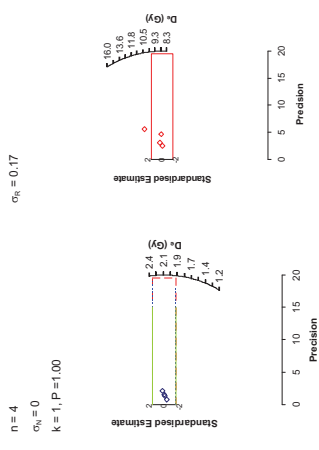 n = 4
σN = 0
k = 1, P =1.00
σR = 0.17
Standardised Estimate
2
0
-2
0
5
10
15
20
Precision
Dₑ (Gy)
2.4
2.1
1.9
1.7
1.4
1.2
Standardised Estimate
2
0
-2
0
5
10
15
20
Precision
Dₑ (Gy)
16.0
13.6
11.8
10.5
9.3
8.3